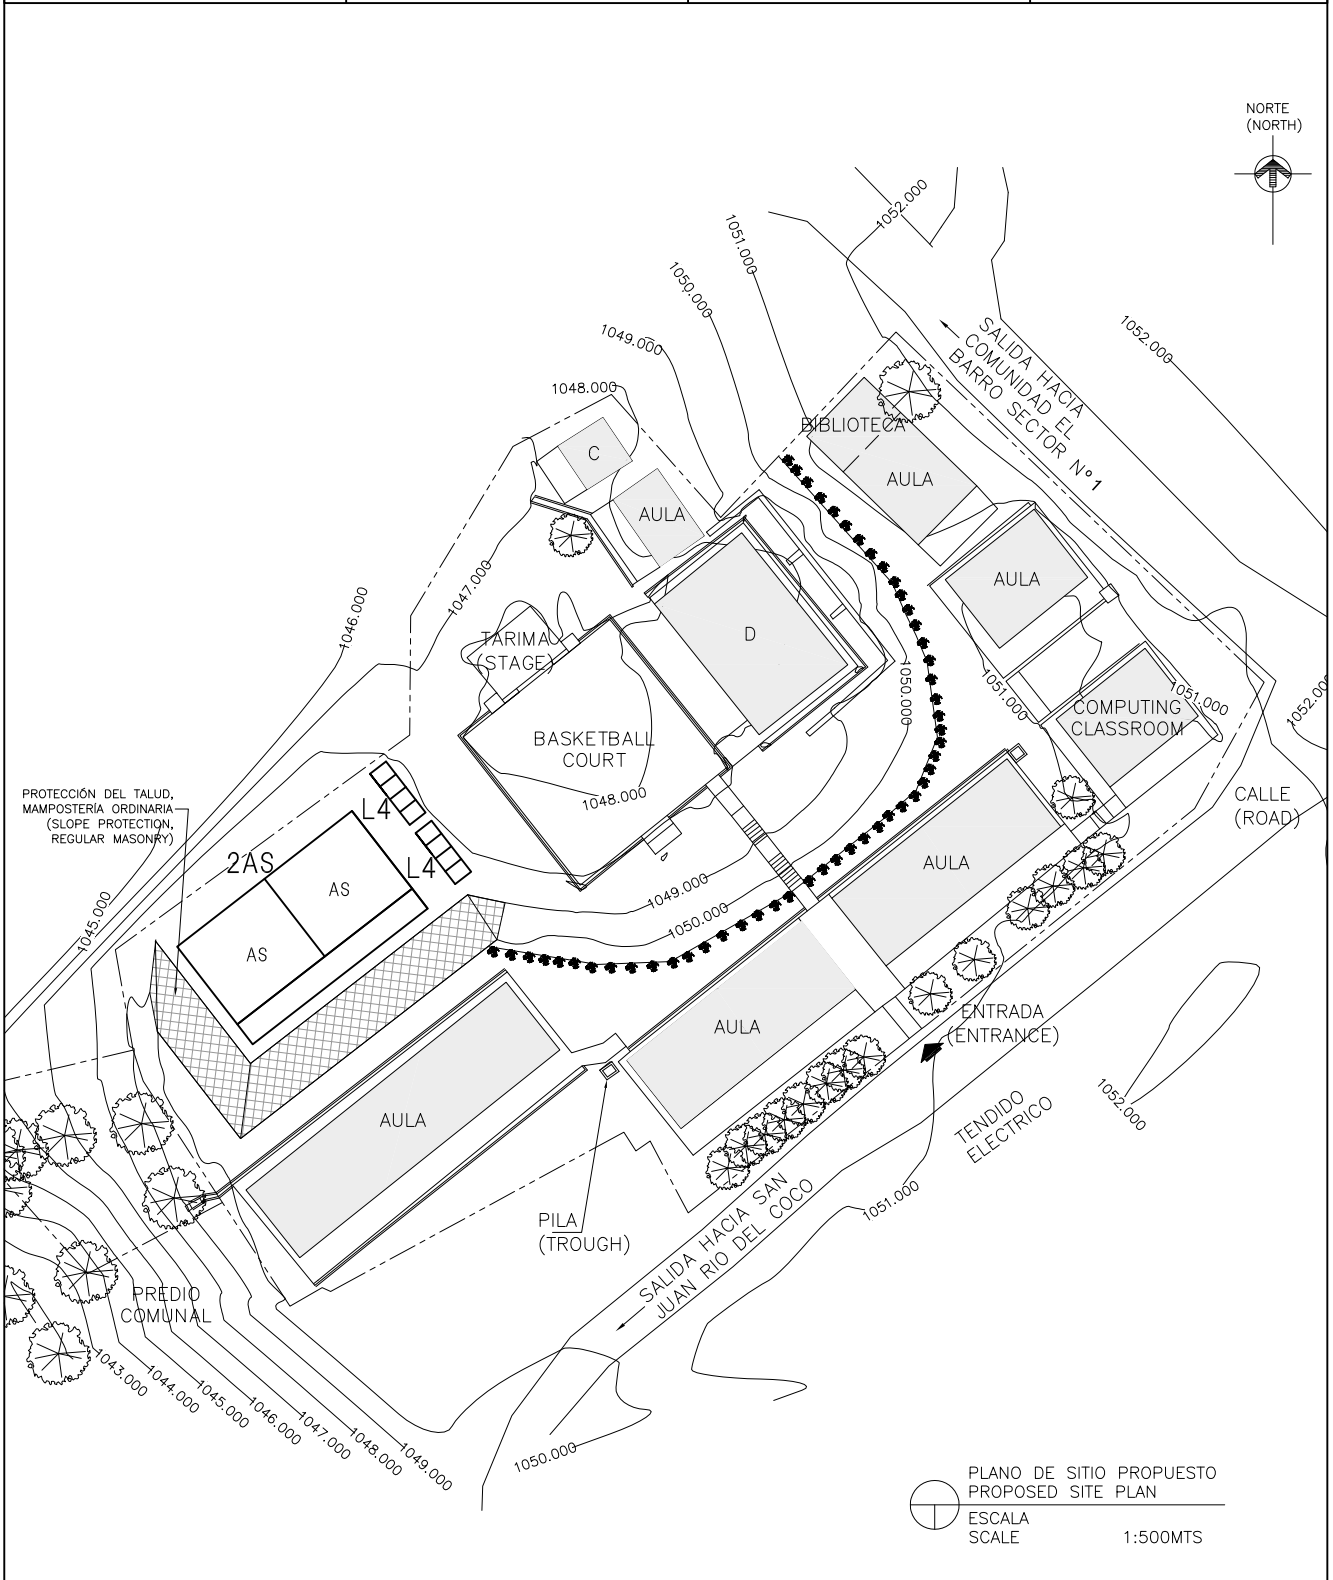 NORTE
(NORTH)
1052.000
1051.000
1050.000
1049.000
1048.000
1052.000
SALIDA HACIA
COMUNIDAD EL
BARRO SECTOR N°1
BIBLIOTECA
AULA
C
AULA
AULA
1047.000
1046.000
TARIMA
(STAGE)
D
1050.000
1051.000
1051.000
1052.000
COMPUTING
CLASSROOM
BASKETBALL
COURT
1048.000
PROTECCIÓN DEL TALUD,
MAMPOSTERÍA ORDINARIA
(SLOPE PROTECTION,
REGULAR MASONRY)
L4
L4
2AS
AS
AS
CALLE
(ROAD)
AULA
1049.000
1050.000
1045.000
AULA
ENTRADA
(ENTRANCE)
TENDIDO
ELECTRICO
1052.000
AULA
PILA
(TROUGH)
1051.000
SALIDA HACIA SAN
JUAN RIO DEL COCO
PREDIO
COMUNAL
1043.000
1044.000
1045.000
1046.000
1047.000
1048.000
1049.000
1050.000
PLANO DE SITIO PROPUESTO
PROPOSED SITE PLAN
ESCALA
SCALE 1:500MTS